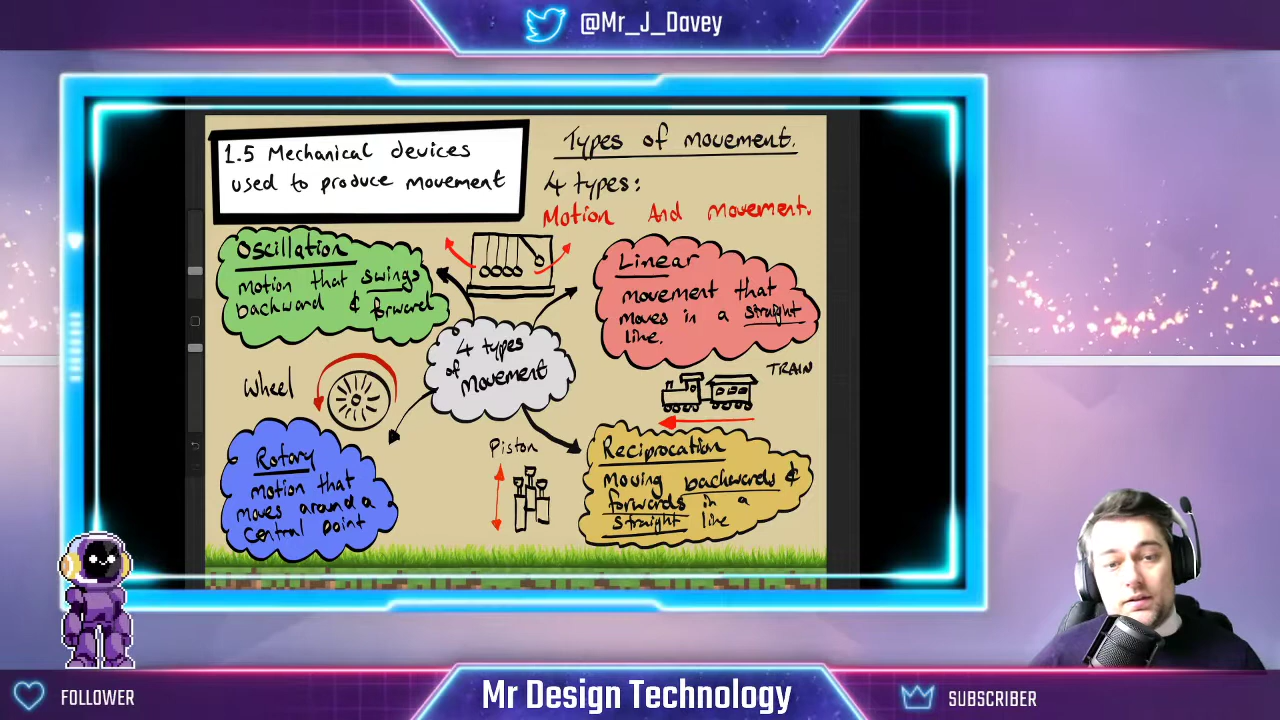 @Mr_J_Davey
1.5 Mechanical devices
used to produce movement
Types of movement.
4 types:
Motion And movement.
Oscillation
motion that swings
backward & forward
Linear
movement that
moves in a straight
line.
4 types
of
Movement
TRAIN
Wheel
Rotary
motion that
moves around a
central point
Piston
Reciprocation
Moving backwards &
forwards in a
straight line
FOLLOWER
Mr Design Technology
SUBSCRIBER